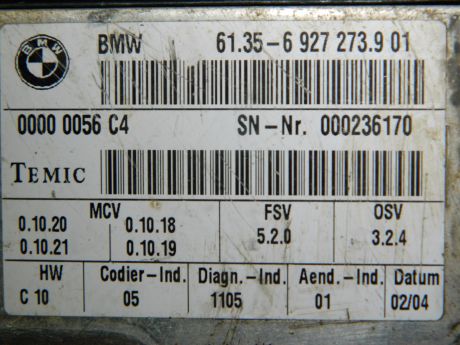 BMW BMW 61.35-6 927 273.9 01
0000 0056 C4 SN-Nr. 000236170
TEMIC
MCV FSV OSV
0.10.20 0.10.18 5.2.0 3.2.4
0.10.21 0.10.19
HW Codier-Ind. Diagn.-Ind. Aend.-Ind. Datum
C 10 05 1105 01 02/04